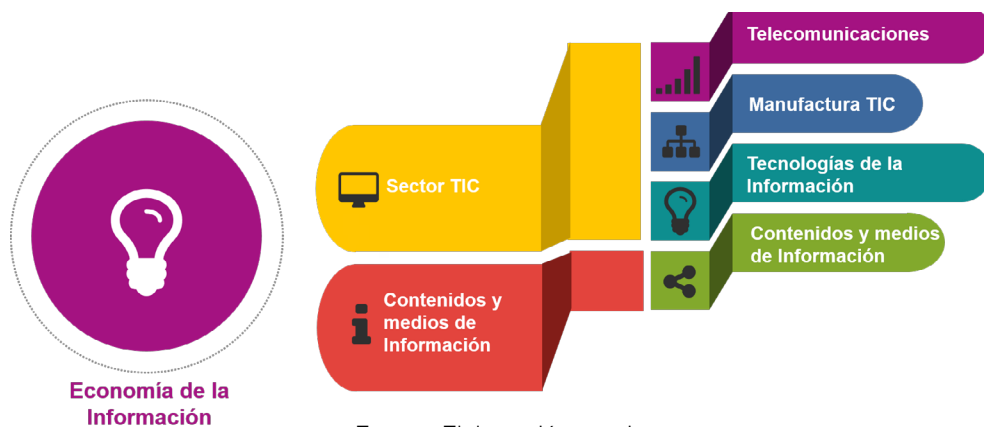 Telecomunicaciones
Manufactura TIC
Tecnologías de la
Información
Contenidos y medios
de Información
Sector TIC
Contenidos y
medios de
Información
Economía de la
Información